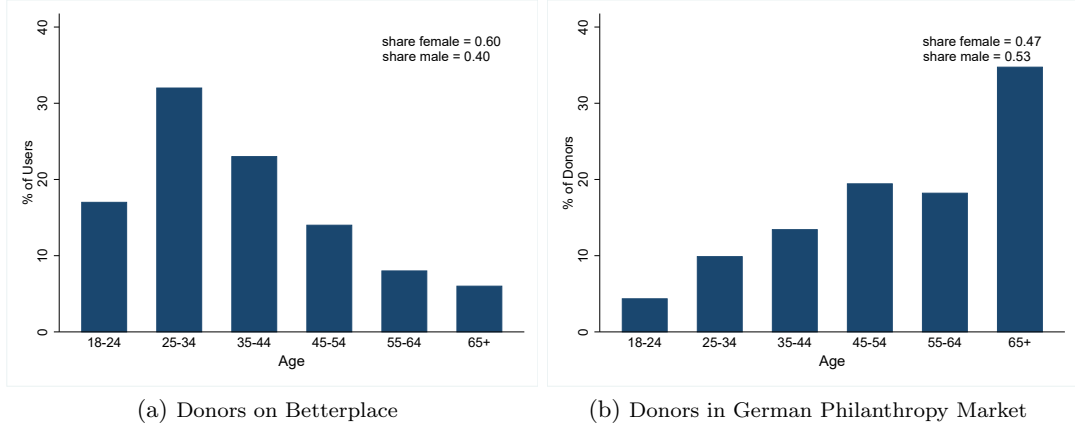 40
30
20
10
0
% of Users
share female = 0.60
share male = 0.40
18-24 25-34 35-44 45-54 55-64 65+
Age
(a) Donors on Betterplace
40
30
20
10
0
% of Donors
share female = 0.47
share male = 0.53
18-24 25-34 35-44 45-54 55-64 65+
Age
(b) Donors in German Philanthropy Market